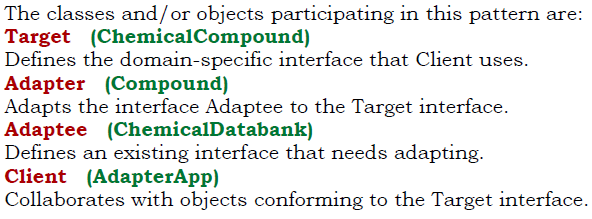 The classes and/or objects participating in this pattern are:
Target (ChemicalCompound)
Defines the domain-specific interface that Client uses.
Adapter (Compound)
Adapts the interface Adaptee to the Target interface.
Adaptee (ChemicalDatabank)
Defines an existing interface that needs adapting.
Client (AdapterApp)
Collaborates with objects conforming to the Target interface.